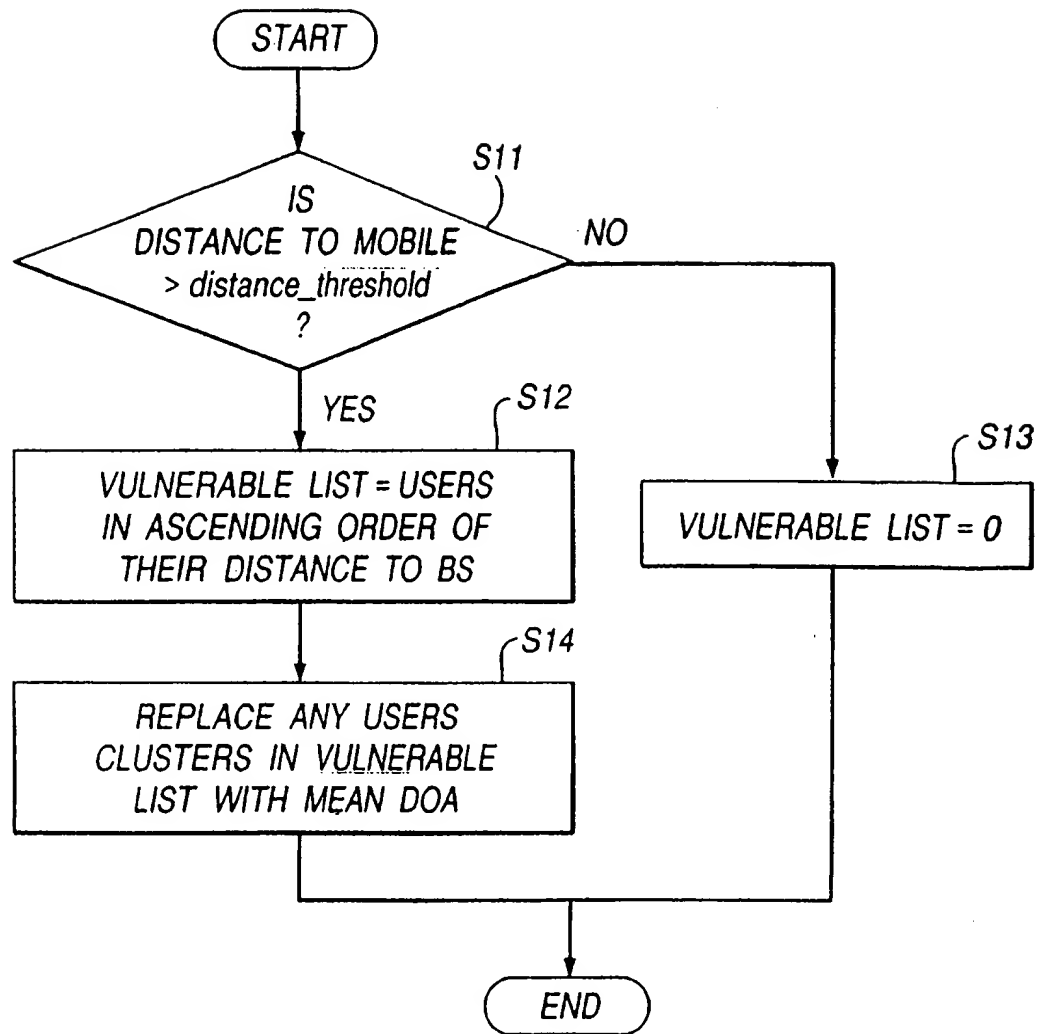 START
S11
IS
DISTANCE TO MOBILE
> distance_threshold
?
NO
YES
S12
VULNERABLE LIST = USERS
IN ASCENDING ORDER OF
THEIR DISTANCE TO BS
S13
VULNERABLE LIST = 0
S14
REPLACE ANY USERS
CLUSTERS IN VULNERABLE
LIST WITH MEAN DOA
END